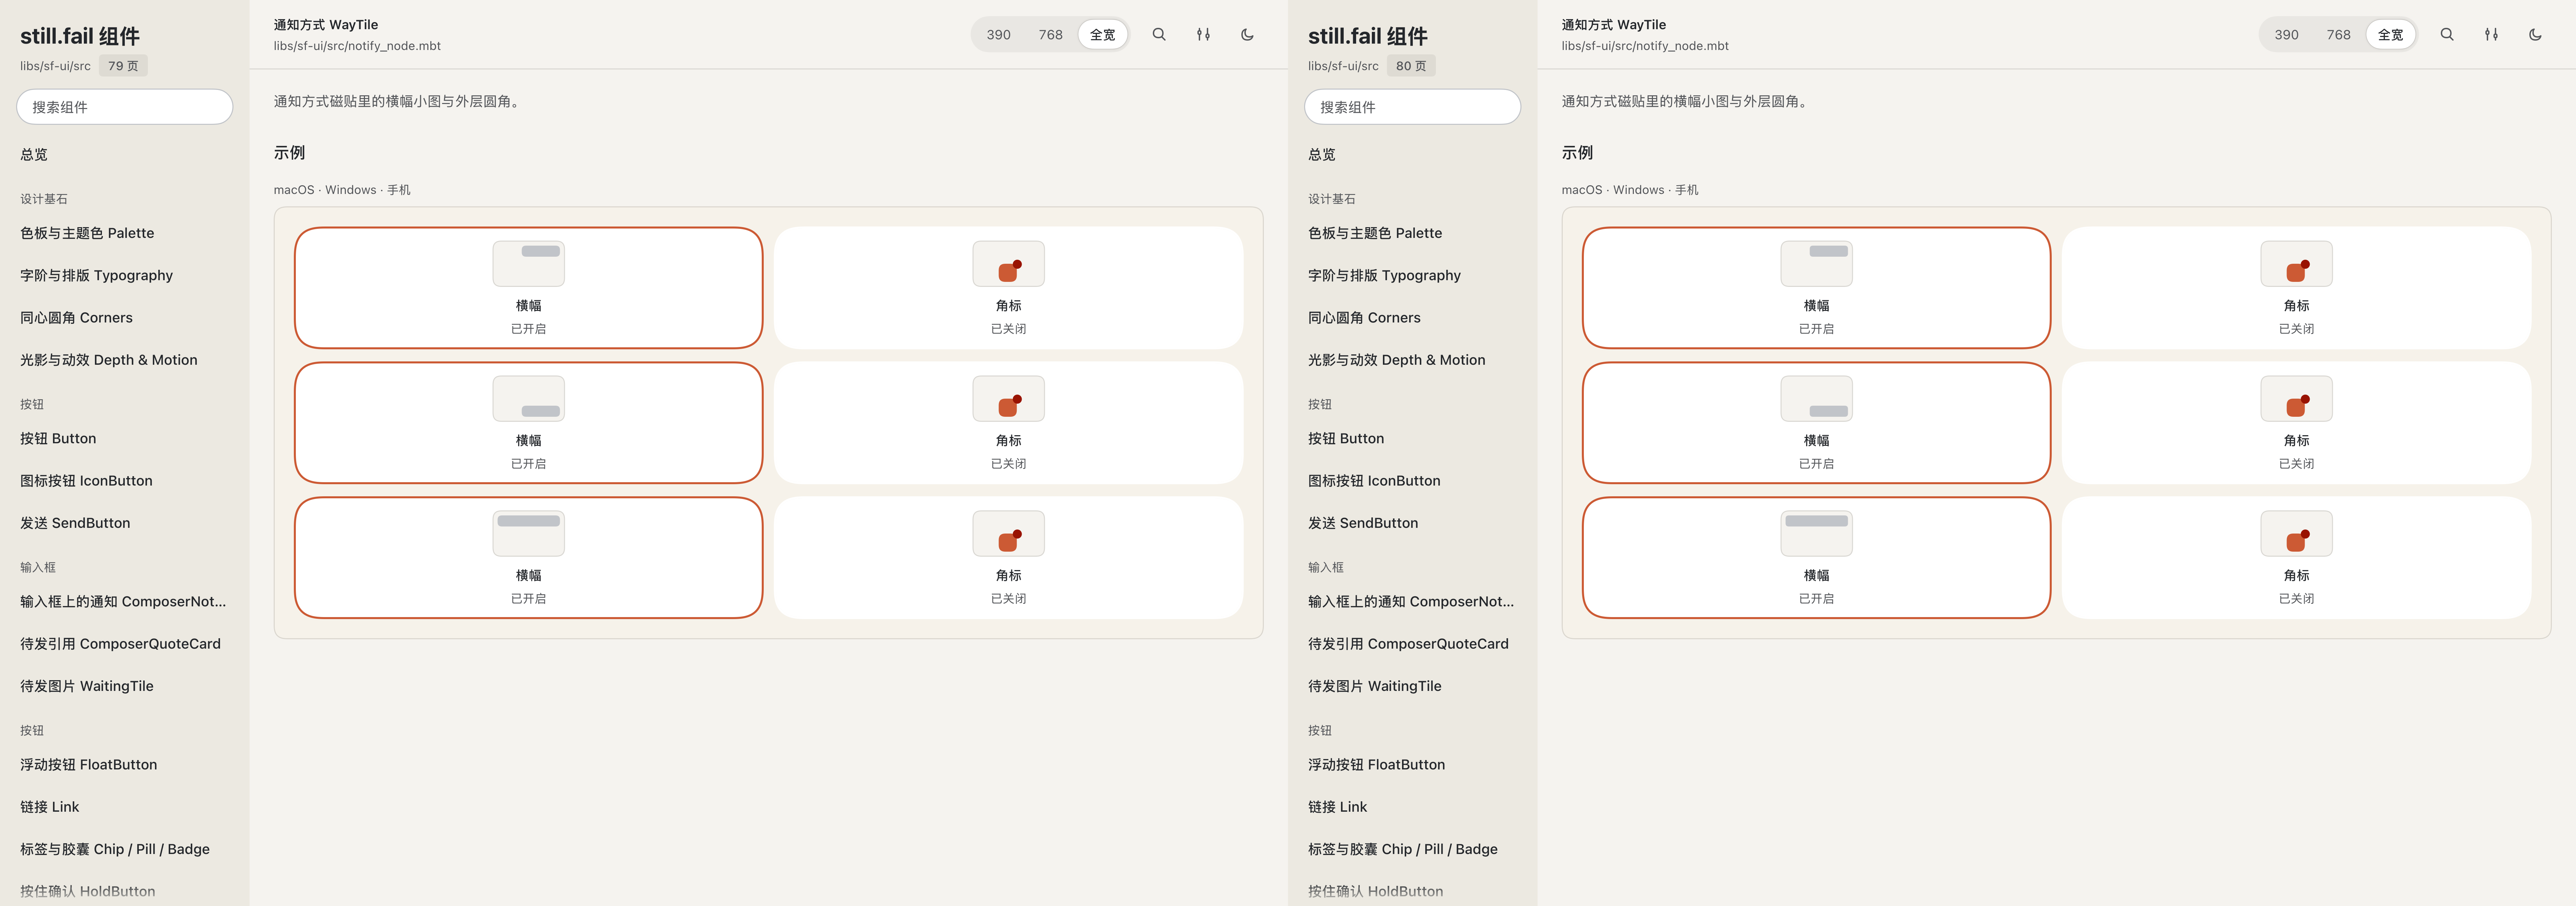 still.fail 组件
libs/sf-ui/src 79 页
搜索组件
总览
设计基石
色板与主题色 Palette
字阶与排版 Typography
同心圆角 Corners
光影与动效 Depth & Motion
按钮
按钮 Button
图标按钮 IconButton
发送 SendButton
输入框
输入框上的通知 ComposerNot...
待发引用 ComposerQuoteCard
待发图片 WaitingTile
按钮
浮动按钮 FloatButton
链接 Link
标签与胶囊 Chip / Pill / Badge
按住确认 HoldButton
通知方式 WayTile
libs/sf-ui/src/notify_node.mbt
390 768 全宽
通知方式磁贴里的横幅小图与外层圆角。
示例
macOS · Windows · 手机
横幅 角标
已开启 已关闭
横幅 角标
已开启 已关闭
横幅 角标
已开启 已关闭
still.fail 组件
libs/sf-ui/src 80 页
搜索组件
总览
设计基石
色板与主题色 Palette
字阶与排版 Typography
同心圆角 Corners
光影与动效 Depth & Motion
按钮
按钮 Button
图标按钮 IconButton
发送 SendButton
输入框
输入框上的通知 ComposerNot...
待发引用 ComposerQuoteCard
待发图片 WaitingTile
按钮
浮动按钮 FloatButton
链接 Link
标签与胶囊 Chip / Pill / Badge
按住确认 HoldButton
通知方式 WayTile
libs/sf-ui/src/notify_node.mbt
390 768 全宽
通知方式磁贴里的横幅小图与外层圆角。
示例
macOS · Windows · 手机
横幅 角标
已开启 已关闭
横幅 角标
已开启 已关闭
横幅 角标
已开启 已关闭